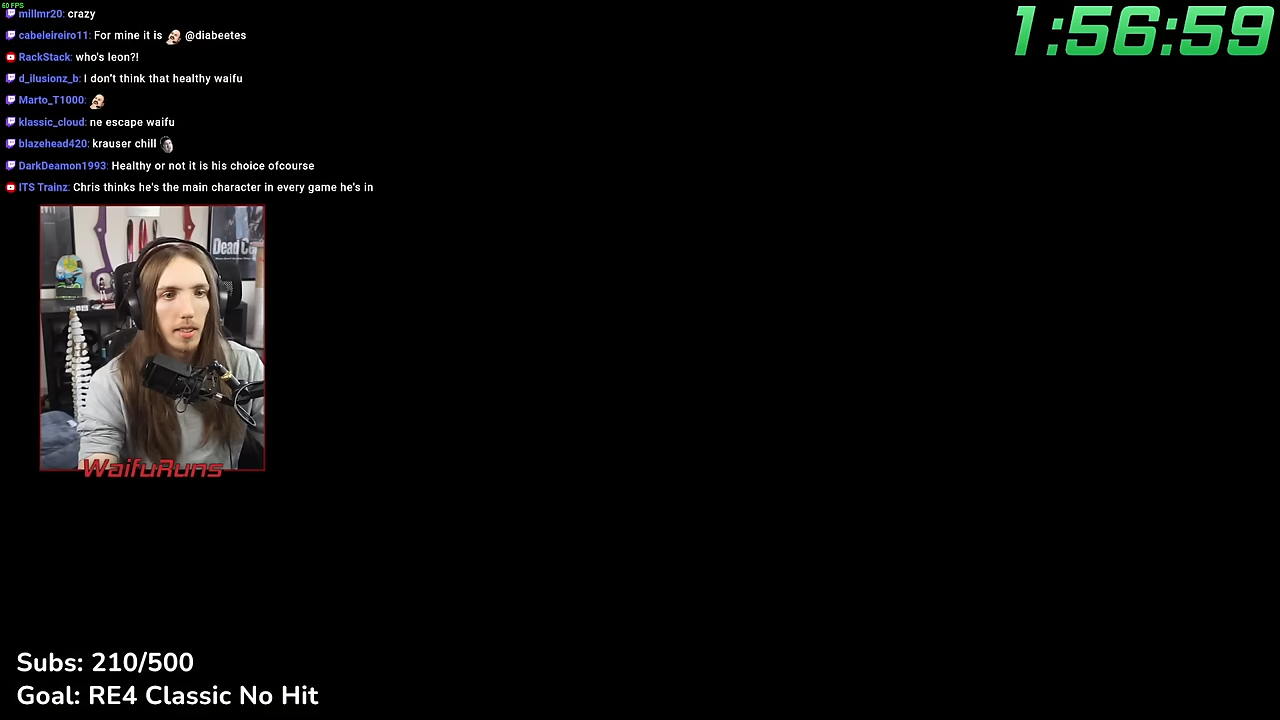 60 FPS
millmr20: crazy
1:56:59
cabeleireiro11: For mine it is @diabeetes
RackStack: who's leon?!
d_ilusionz_b: I don't think that healthy waifu
Marto_T1000:
klassic_cloud: ne escape waifu
blazehead420: krauser chill
DarkDeamon1993: Healthy or not it is his choice ofcourse
ITS Trainz: Chris thinks he's the main character in every game he's in
Dead Ce
WaifuRuns
Subs: 210/500
Goal: RE4 Classic No Hit